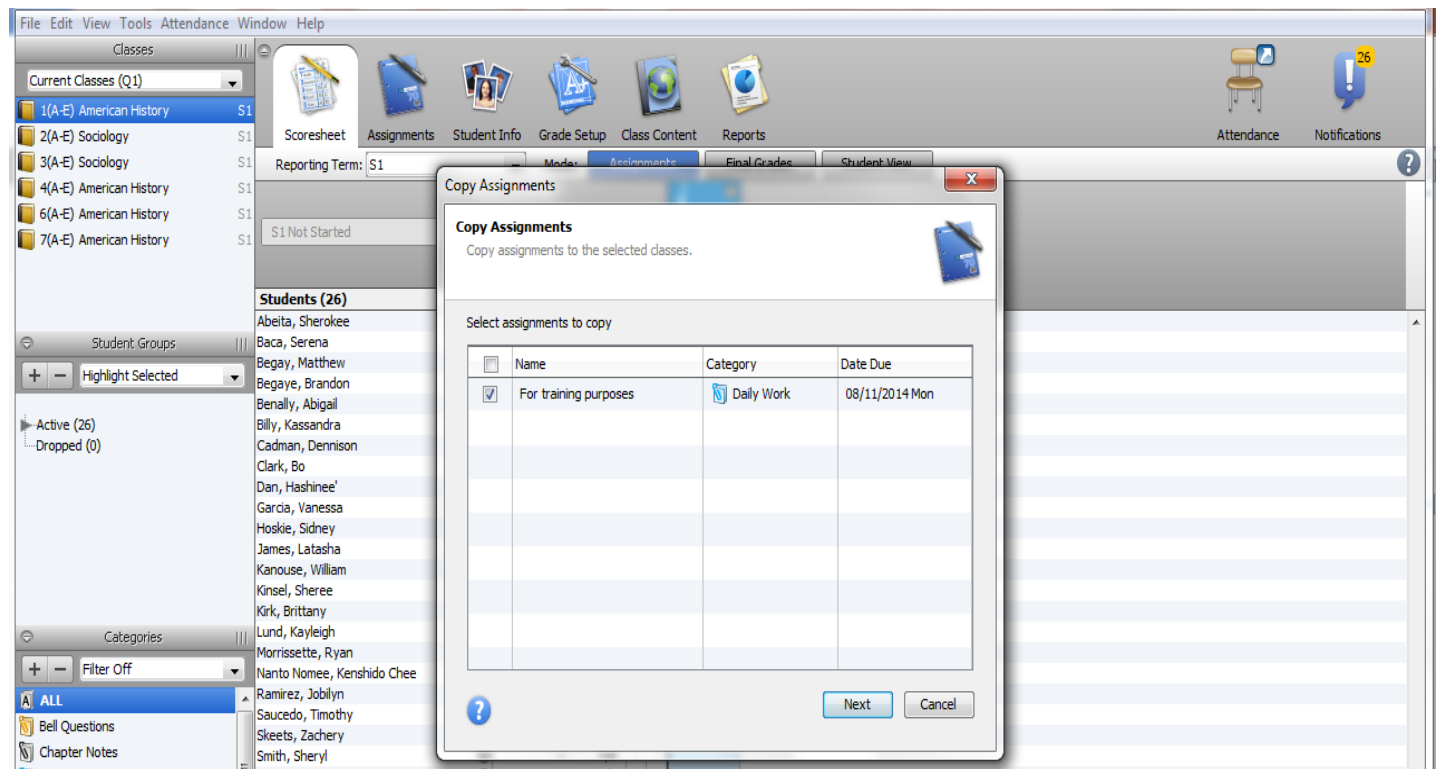 File Edit View Tools Attendance Window Help
Classes
Current Classes (Q1)
1(A-E) American History S1
2(A-E) Sociology S1
3(A-E) Sociology S1
4(A-E) American History S1
6(A-E) American History S1
7(A-E) American History S1
Student Groups
Highlight Selected
Active (26)
Dropped (0)
Categories
Filter Off
ALL
Bell Questions
Chapter Notes
Scoresheet Assignments Student Info Grade Setup Class Content Reports
Attendance Notifications
26
Reporting Term: S1 Mode: Assignments Final Grades Student View
S1 Not Started
Students (26)
Abeita, Sherokee
Baca, Serena
Begay, Matthew
Begaye, Brandon
Benally, Abigail
Billy, Kassandra
Cadman, Dennison
Clark, Bo
Dan, Hashinee'
Garcia, Vanessa
Hoskie, Sidney
James, Latasha
Kanouse, William
Kinsel, Sheree
Kirk, Brittany
Lund, Kayleigh
Morrissette, Ryan
Nanto Nomee, Kenshido Chee
Ramirez, Jobilyn
Saucedo, Timothy
Skeets, Zachery
Smith, Sheryl
Copy Assignments
Copy Assignments
Copy assignments to the selected classes.
Select assignments to copy
Name Category Date Due
For training purposes Daily Work 08/11/2014 Mon
Next Cancel